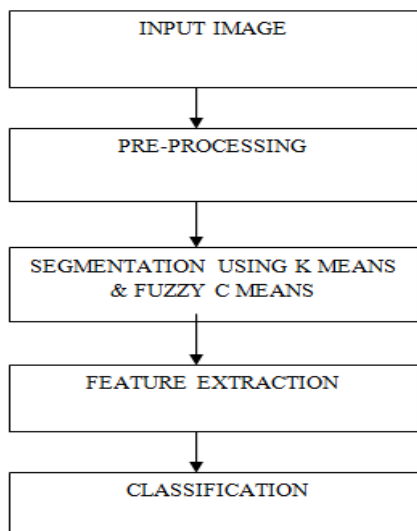 INPUT IMAGE
PRE-PROCESSING
SEGMENTATION USING K MEANS
& FUZZY C MEANS
FEATURE EXTRACTION
CLASSIFICATION